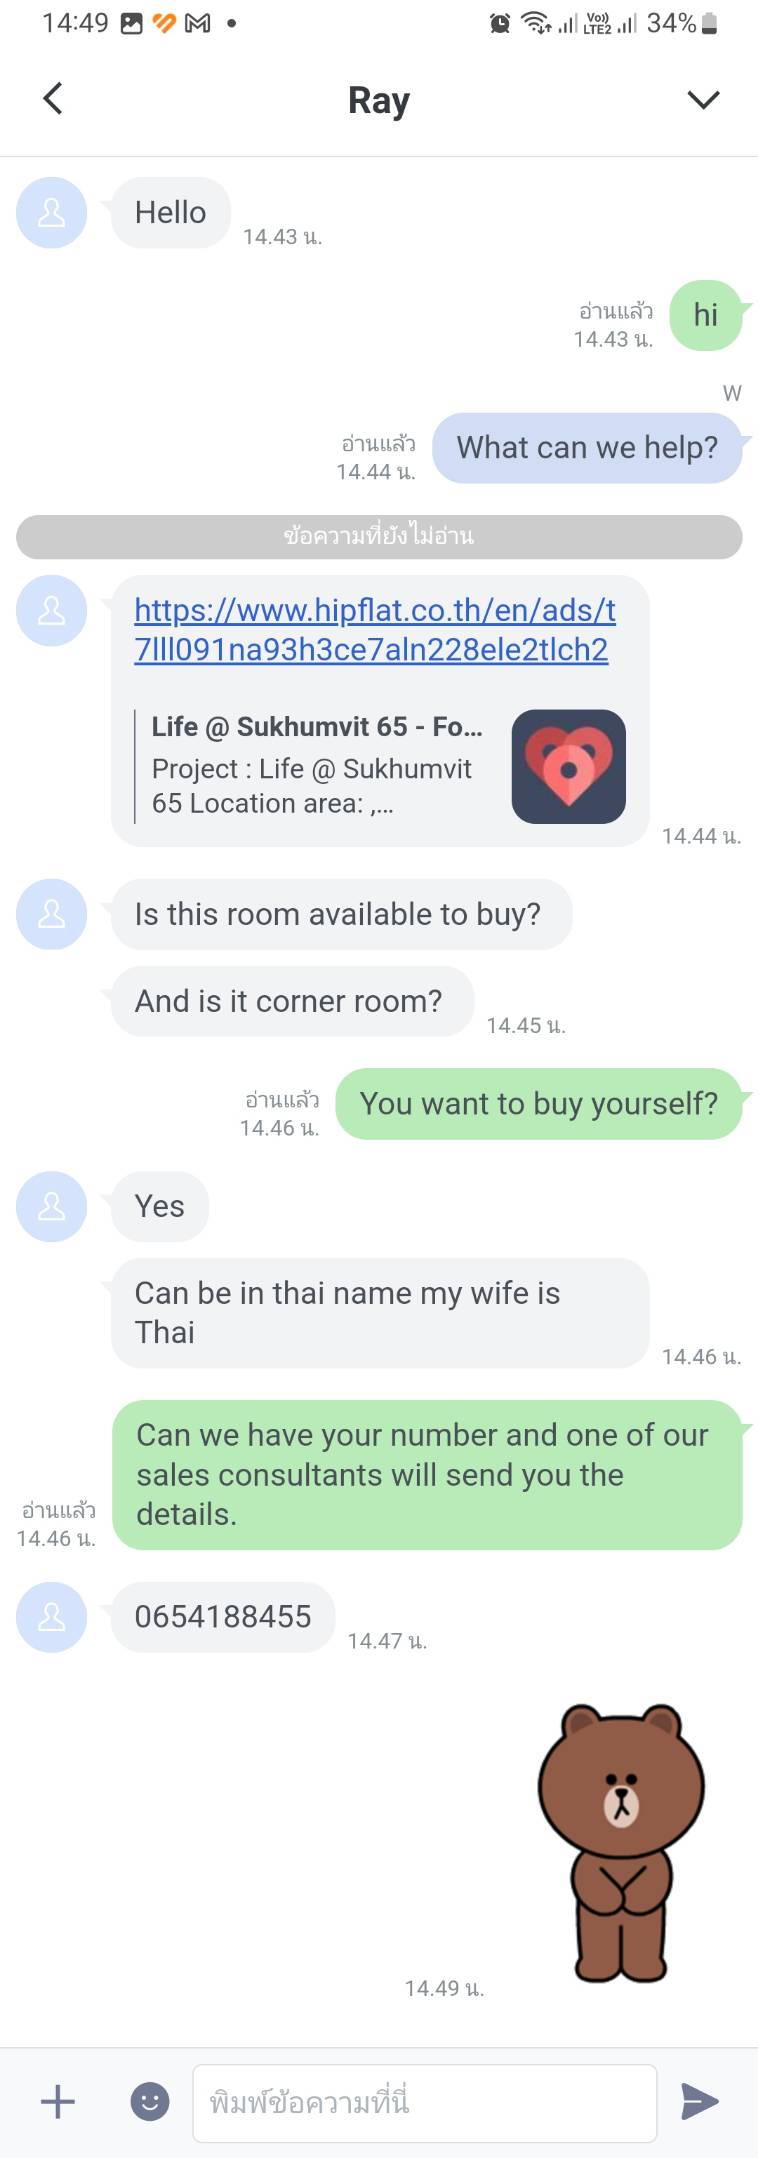 14:49
Vo))
LTE2
34%
Ray
Hello
14.43 น.
อ่านแล้ว
14.43 น.
hi
W
อ่านแล้ว
14.44 น.
What can we help?
ข้อความที่ยังไม่อ่าน
https://www.hipflat.co.th/en/ads/t
7lll091na93h3ce7aln228ele2tlch2
Life @ Sukhumvit 65 - Fo...
Project : Life @ Sukhumvit
65 Location area: ,...
14.44 น.
Is this room available to buy?
And is it corner room?
14.45 น.
อ่านแล้ว
14.46 น.
You want to buy yourself?
Yes
Can be in thai name my wife is
Thai
14.46 น.
Can we have your number and one of our
sales consultants will send you the
details.
อ่านแล้ว
14.46 น.
0654188455
14.47 น.
14.49 น.
พิมพ์ข้อความที่นี่